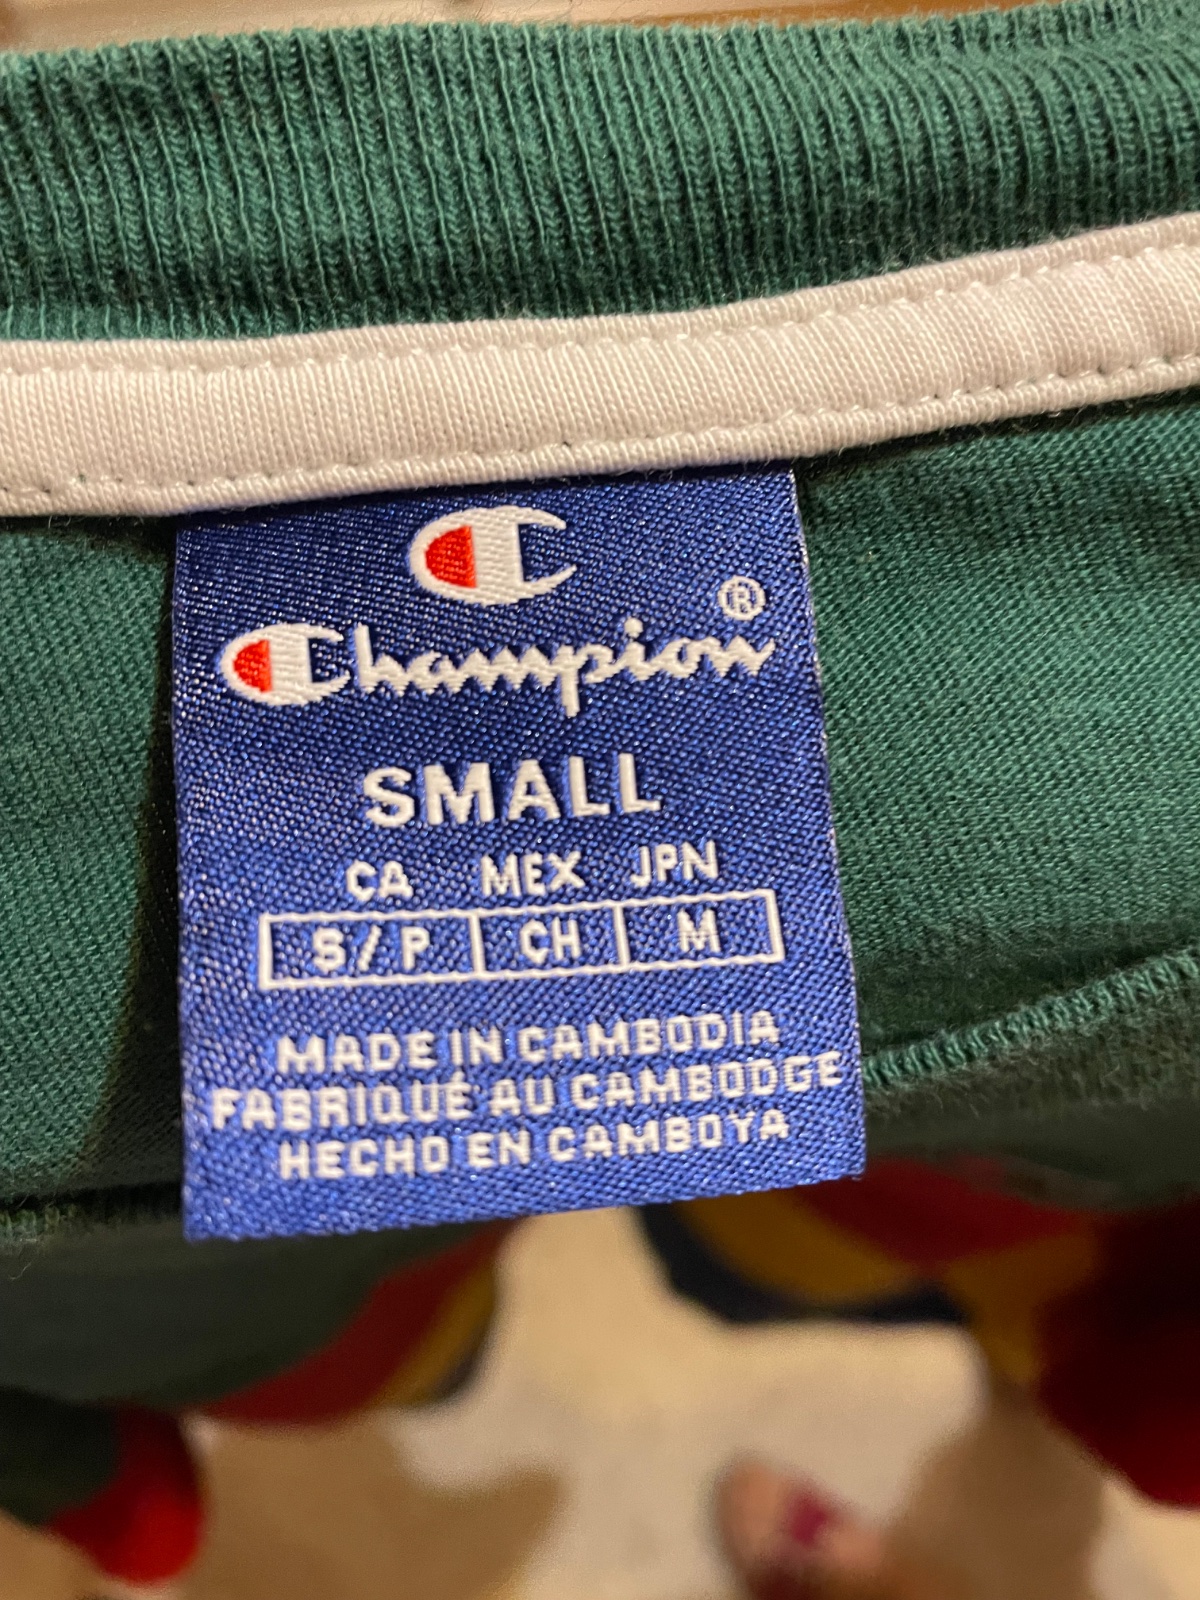 Champion®
SMALL
CA MEX JPN
S/P CH M
MADE IN CAMBODIA
FABRIQUÉ AU CAMBODGE
HECHO EN CAMBOYA